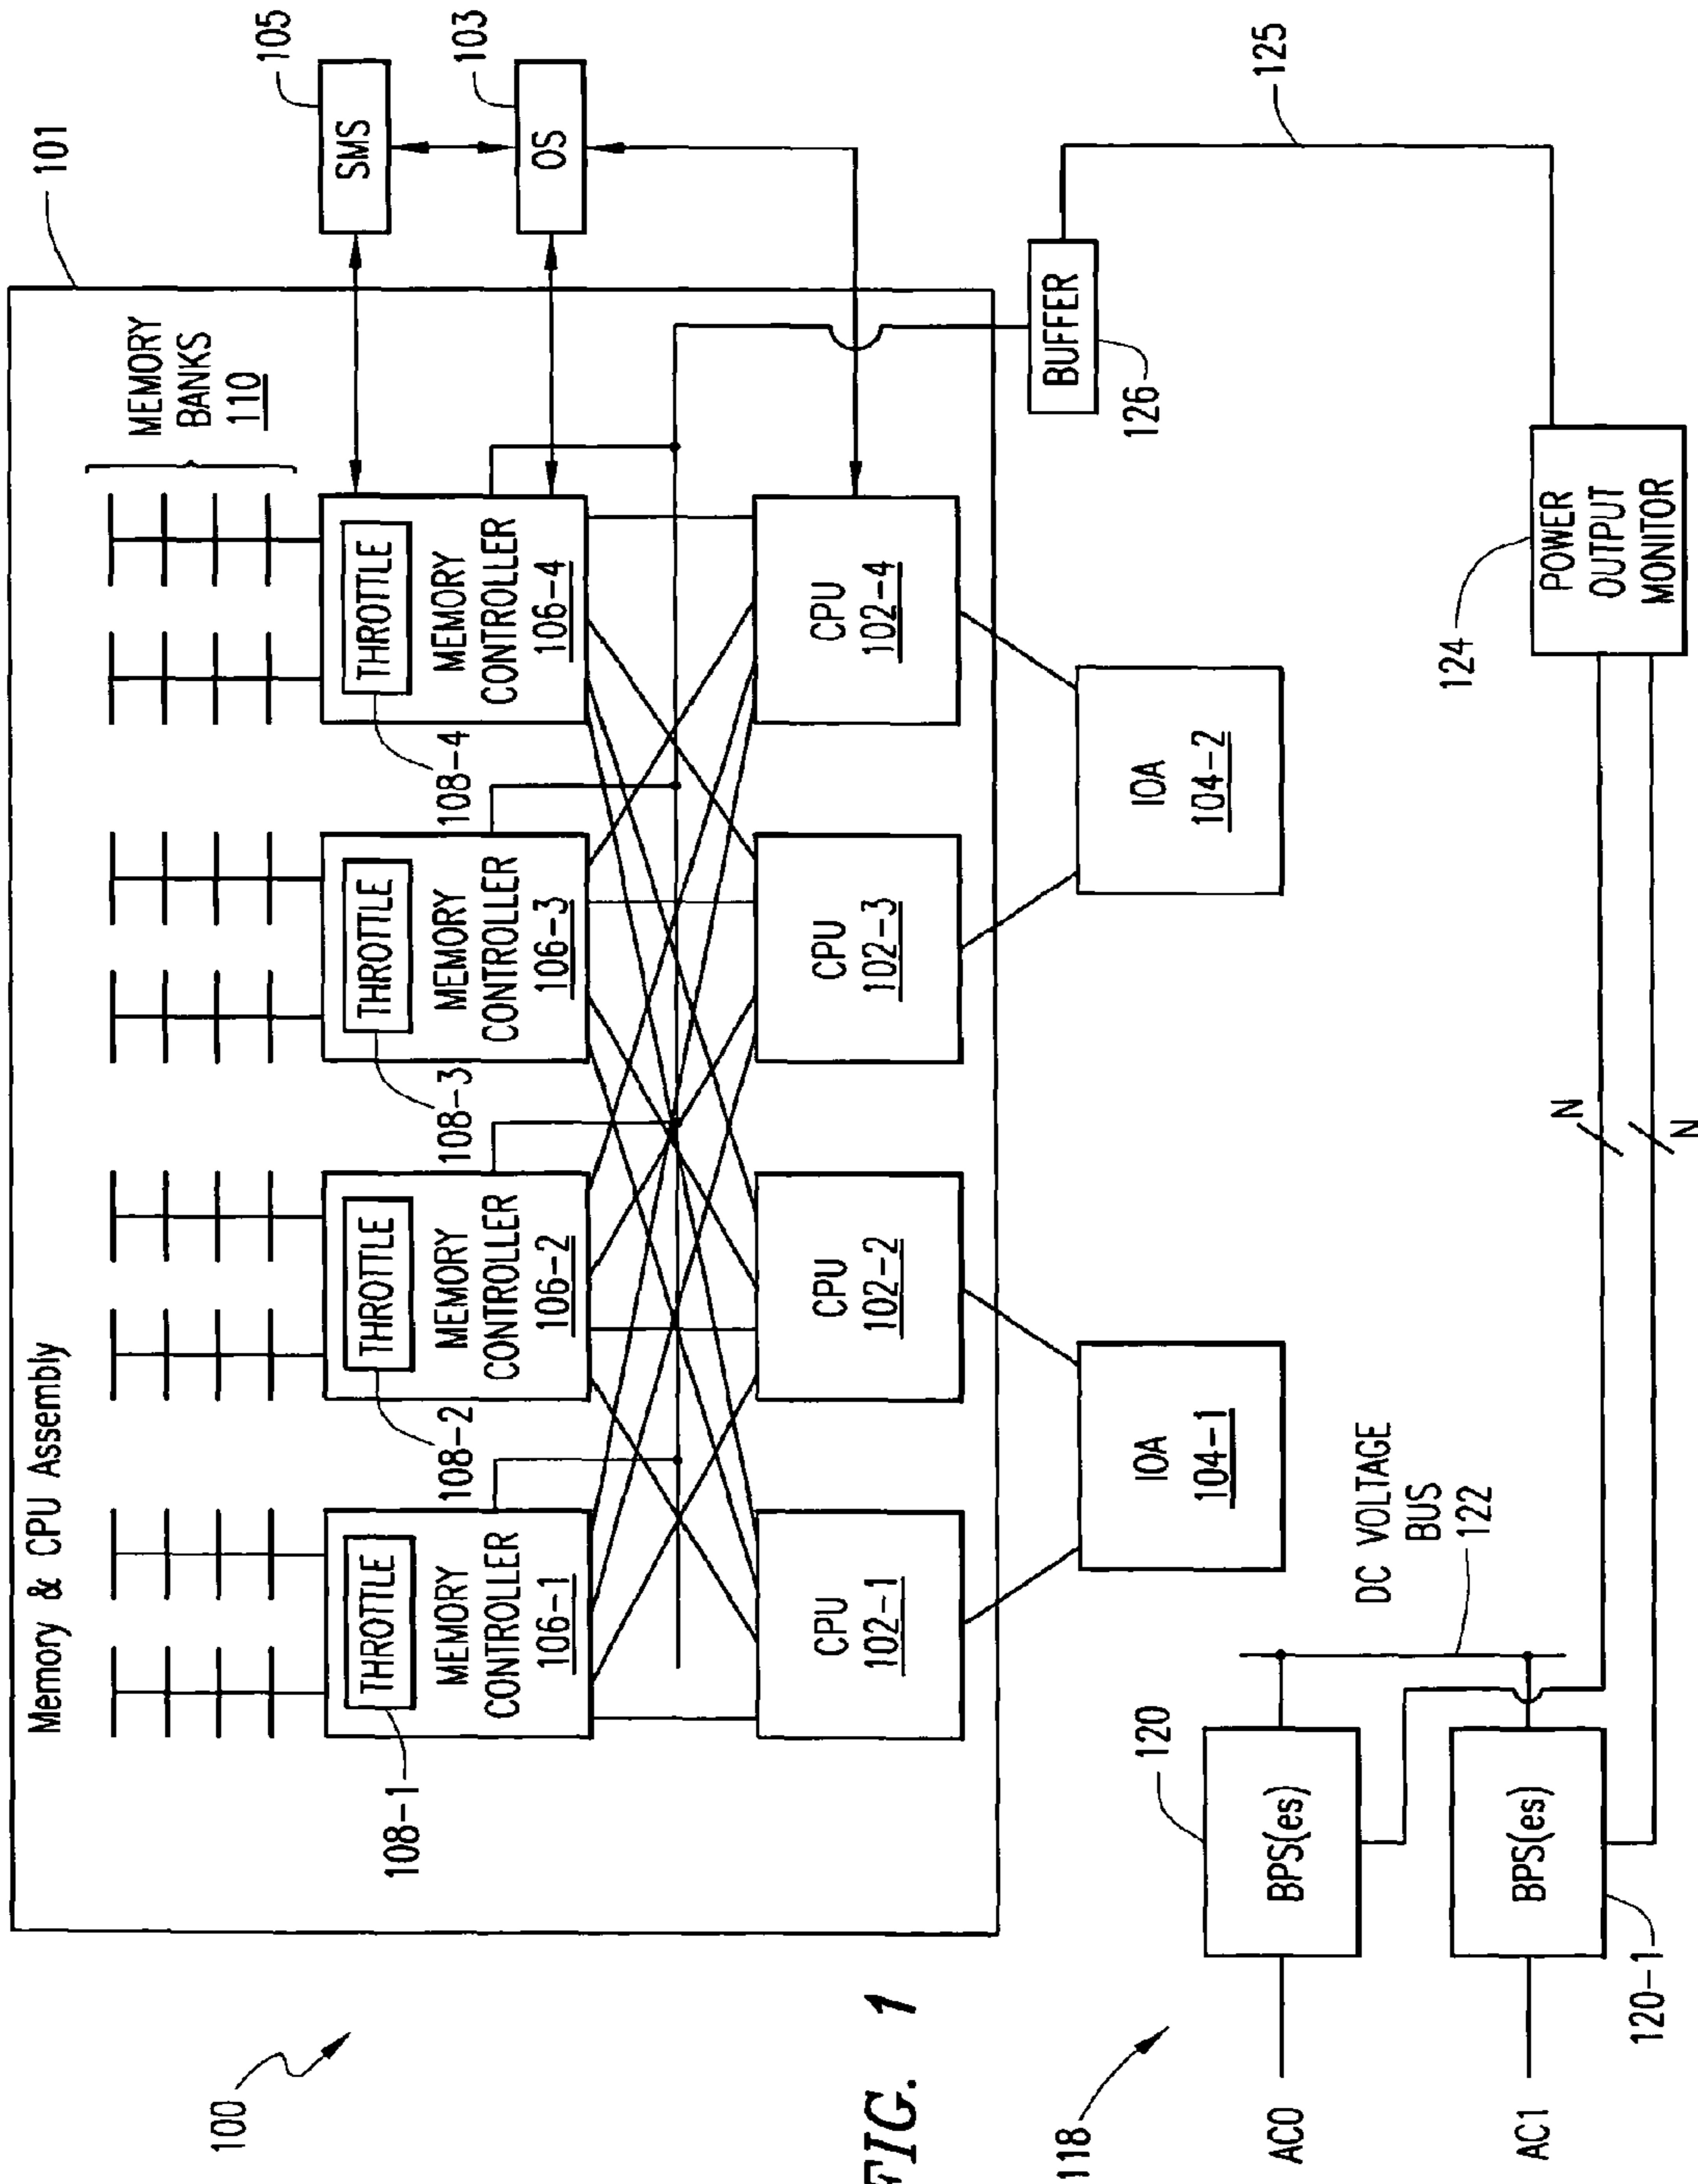 100
Memory & CPU Assembly
101
MEMORY
BANKS
110
105
SMS
103
OS
THROTTLE
MEMORY
CONTROLLER
106-1
108-1
THROTTLE
MEMORY
CONTROLLER
106-2
108-2
THROTTLE
MEMORY
CONTROLLER
106-3
108-3
THROTTLE
MEMORY
CONTROLLER
106-4
108-4
CPU
102-1
CPU
102-2
CPU
102-3
CPU
102-4
IOA
104-1
IOA
104-2
BUFFER
126
125
FIG. 1
118
AC0
BPS(es)
120
AC1
BPS(es)
120-1
DC VOLTAGE
BUS
122
N
N
124
POWER
OUTPUT
MONITOR